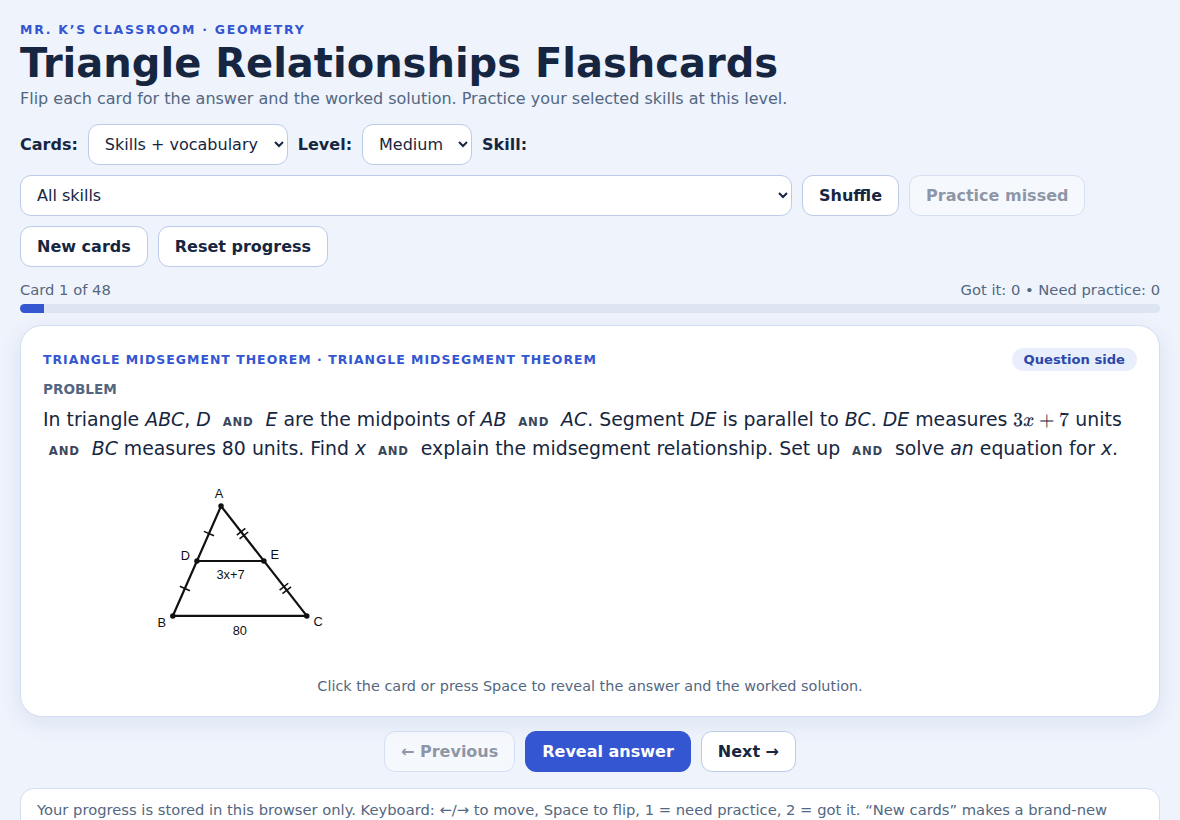 MR. K’S CLASSROOM · GEOMETRY
Triangle Relationships Flashcards
Flip each card for the answer and the worked solution. Practice your selected skills at this level.
Cards: Skills + vocabulary Level: Medium Skill:
All skills Shuffle Practice missed
New cards Reset progress
Card 1 of 48 Got it: 0 • Need practice: 0
TRIANGLE MIDSEGMENT THEOREM · TRIANGLE MIDSEGMENT THEOREM Question side
PROBLEM
In triangle ABC, D AND E are the midpoints of AB AND AC. Segment DE is parallel to BC. DE measures 3x + 7 units
AND BC measures 80 units. Find x AND explain the midsegment relationship. Set up AND solve an equation for x.
A
D E
3x+7
B C
80
Click the card or press Space to reveal the answer and the worked solution.
← Previous Reveal answer Next →
Your progress is stored in this browser only. Keyboard: ←/→ to move, Space to flip, 1 = need practice, 2 = got it. “New cards” makes a brand-new